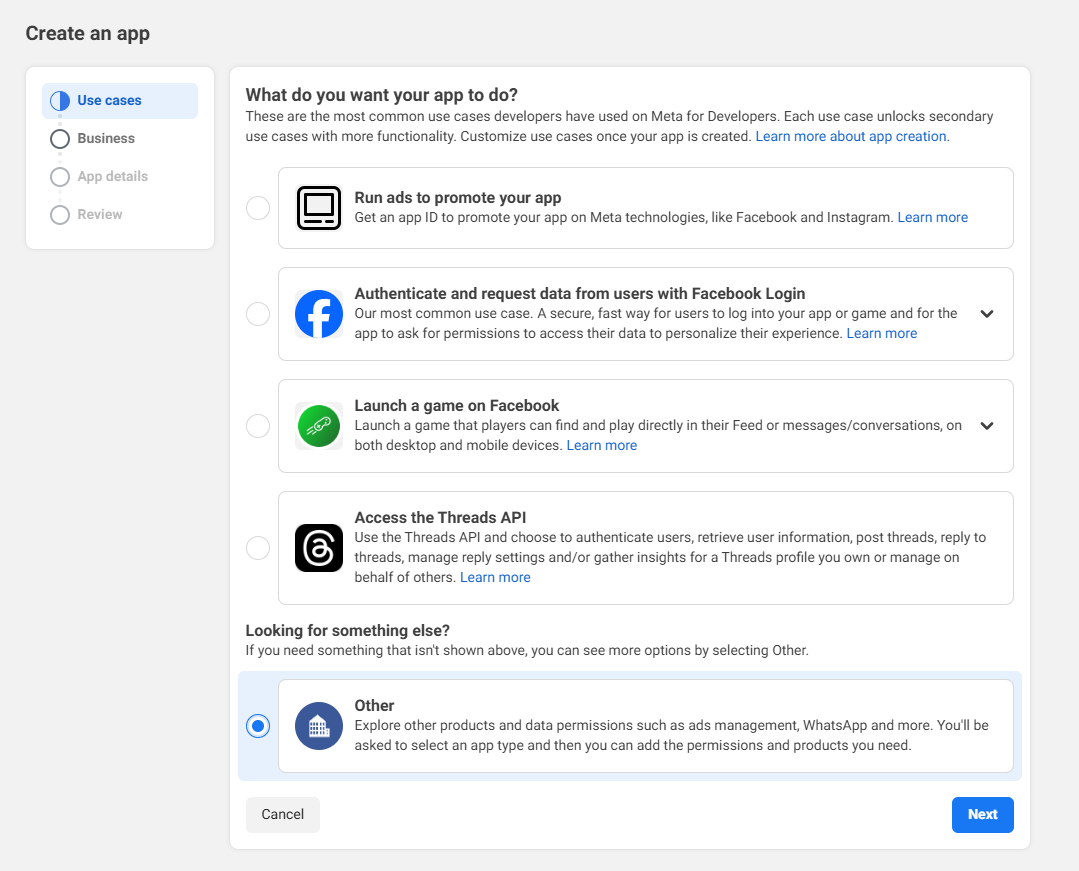 Create an app
Use cases
Business
App details
Review
What do you want your app to do?
These are the most common use cases developers have used on Meta for Developers. Each use case unlocks secondary
use cases with more functionality. Customize use cases once your app is created. Learn more about app creation.
Run ads to promote your app
Get an app ID to promote your app on Meta technologies, like Facebook and Instagram. Learn more
Authenticate and request data from users with Facebook Login
Our most common use case. A secure, fast way for users to log into your app or game and for the
app to ask for permissions to access their data to personalize their experience. Learn more
Launch a game on Facebook
Launch a game that players can find and play directly in their Feed or messages/conversations, on
both desktop and mobile devices. Learn more
Access the Threads API
Use the Threads API and choose to authenticate users, retrieve user information, post threads, reply to
threads, manage reply settings and/or gather insights for a Threads profile you own or manage on
behalf of others. Learn more
Looking for something else?
If you need something that isn't shown above, you can see more options by selecting Other.
Other
Explore other products and data permissions such as ads management, WhatsApp and more. You'll be
asked to select an app type and then you can add the permissions and products you need.
Cancel
Next